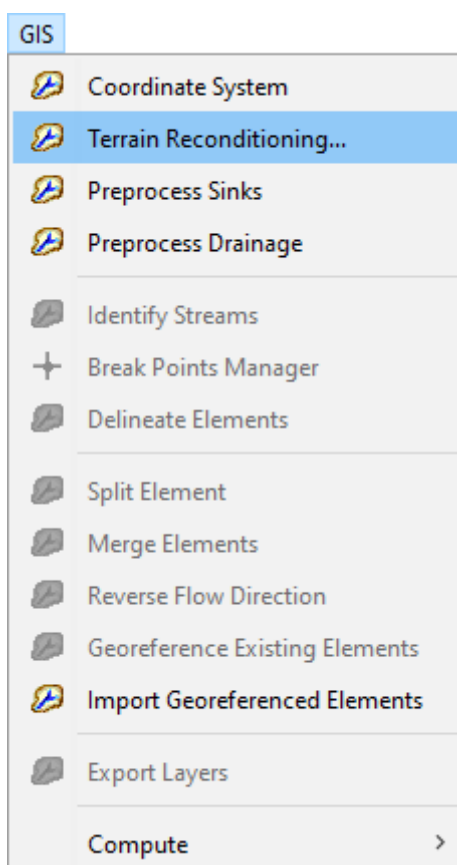 GIS
Coordinate System
Terrain Reconditioning...
Preprocess Sinks
Preprocess Drainage
Identify Streams
Break Points Manager
Delineate Elements
Split Element
Merge Elements
Reverse Flow Direction
Georeference Existing Elements
Import Georeferenced Elements
Export Layers
Compute